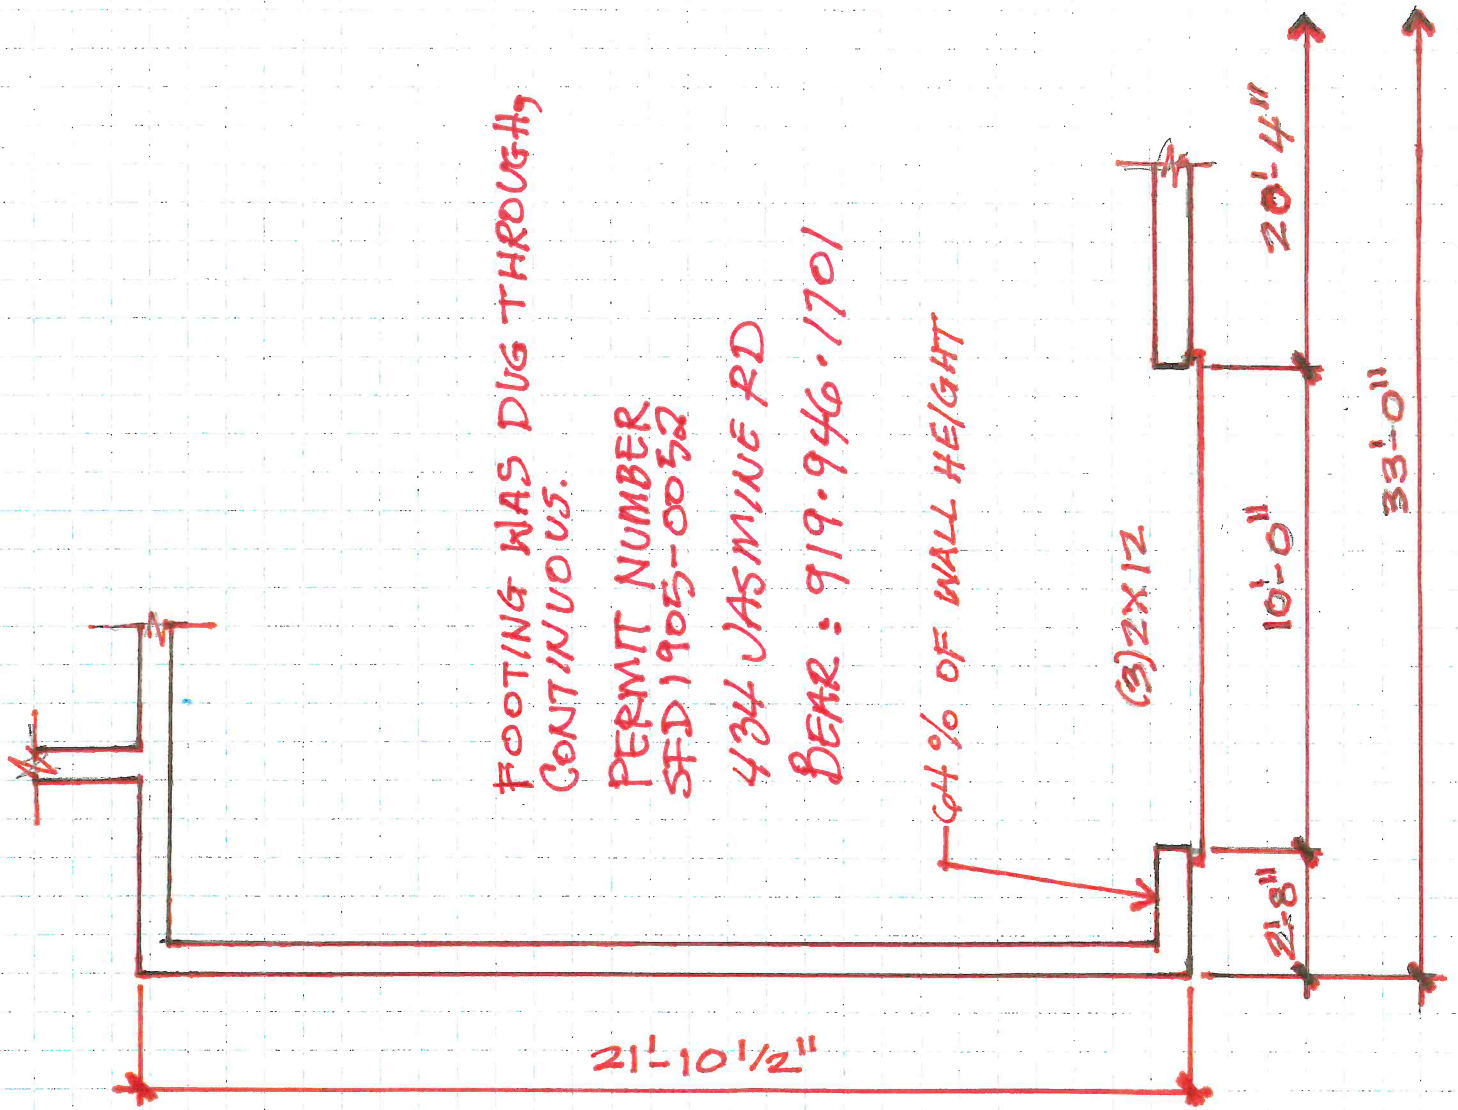 FOOTING WAS DUG THROUGH,
CONTINUOUS.
PERMIT NUMBER
SFD1905-0052
434 JASMINE RD
BEAR: 919.946.1701
64% OF WALL HEIGHT
(3)2X12
2'-8"
10'-0"
20'-4"
33'-0"
21'-10 1/2"